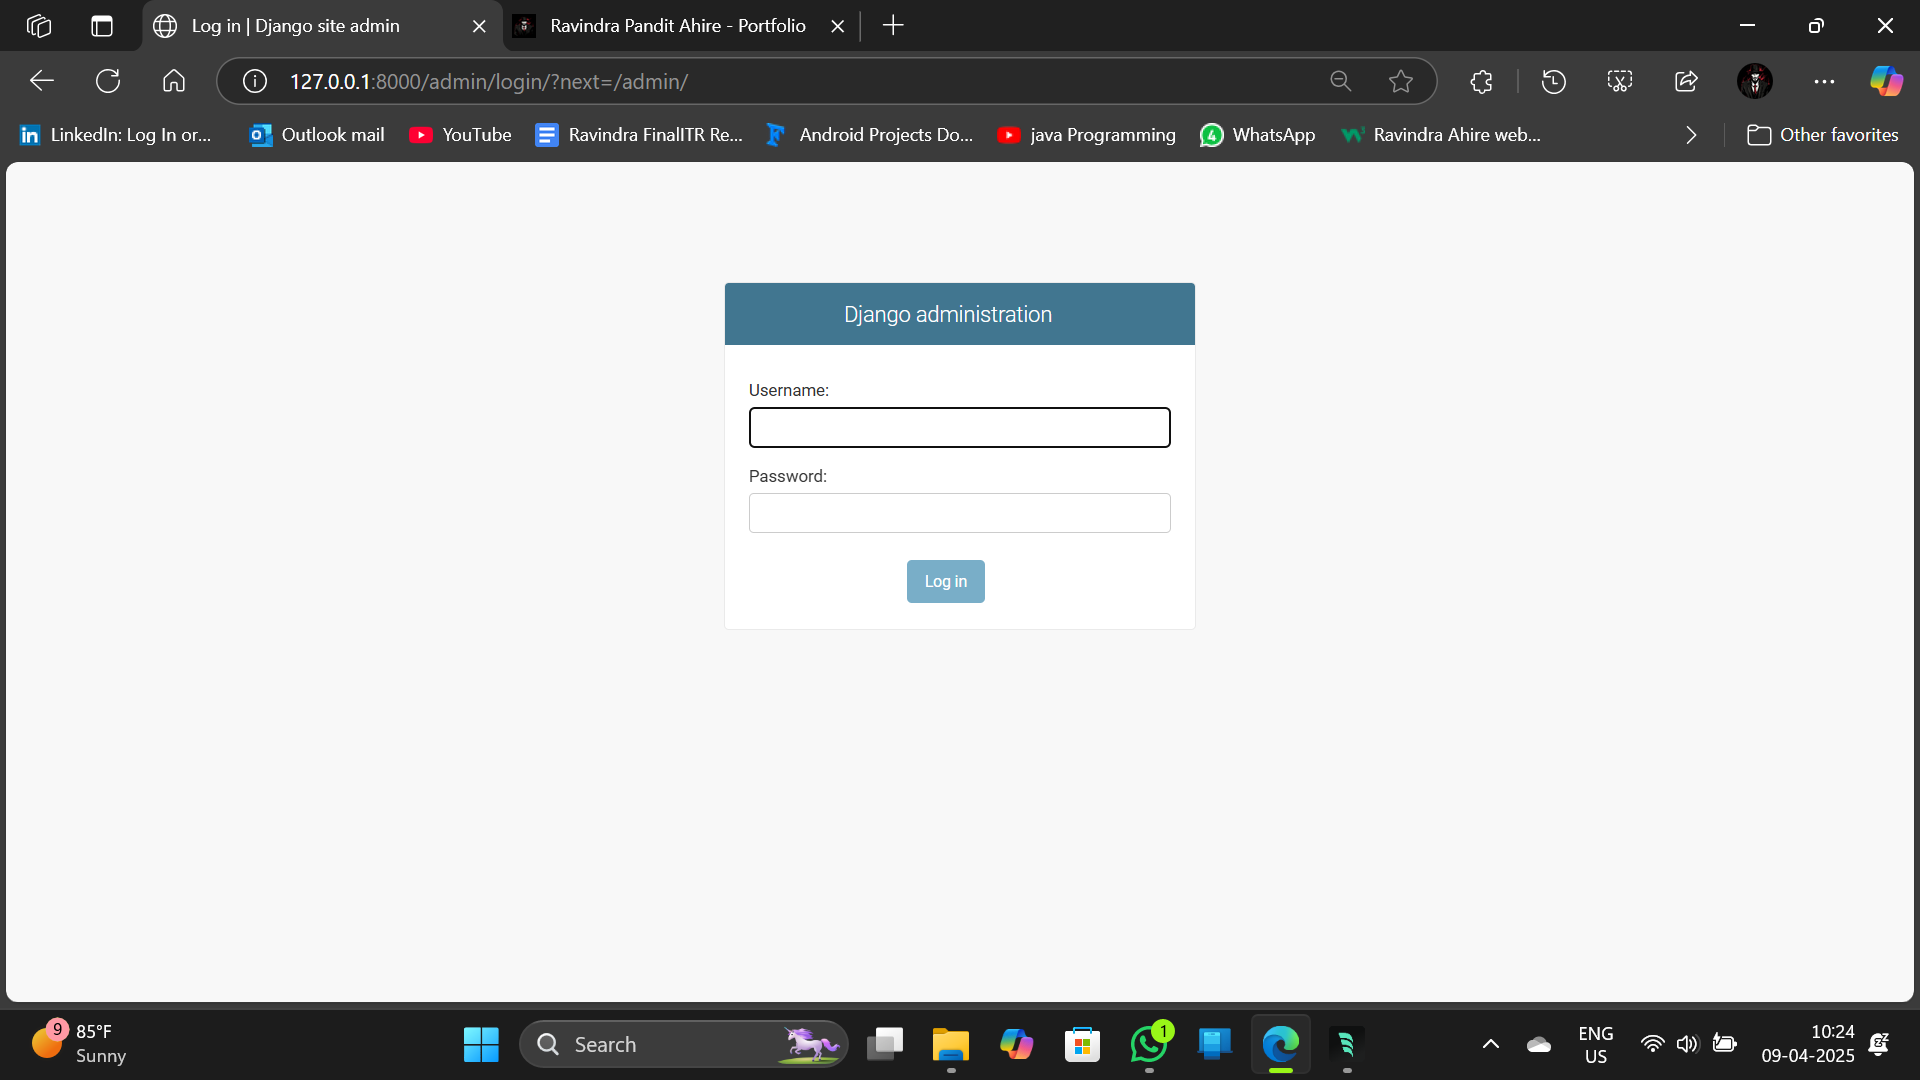 Log in | Django site admin
Ravindra Pandit Ahire - Portfolio
127.0.0.1:8000/admin/login/?next=/admin/
in LinkedIn: Log In or...
Outlook mail
YouTube
Ravindra FinalITR Re...
Android Projects Do...
java Programming
4 WhatsApp
Ravindra Ahire web...
Other favorites
Django administration
Username:
Password:
Log in
9
85°F
Sunny
Search
1
ENG
US
10:24
09-04-2025